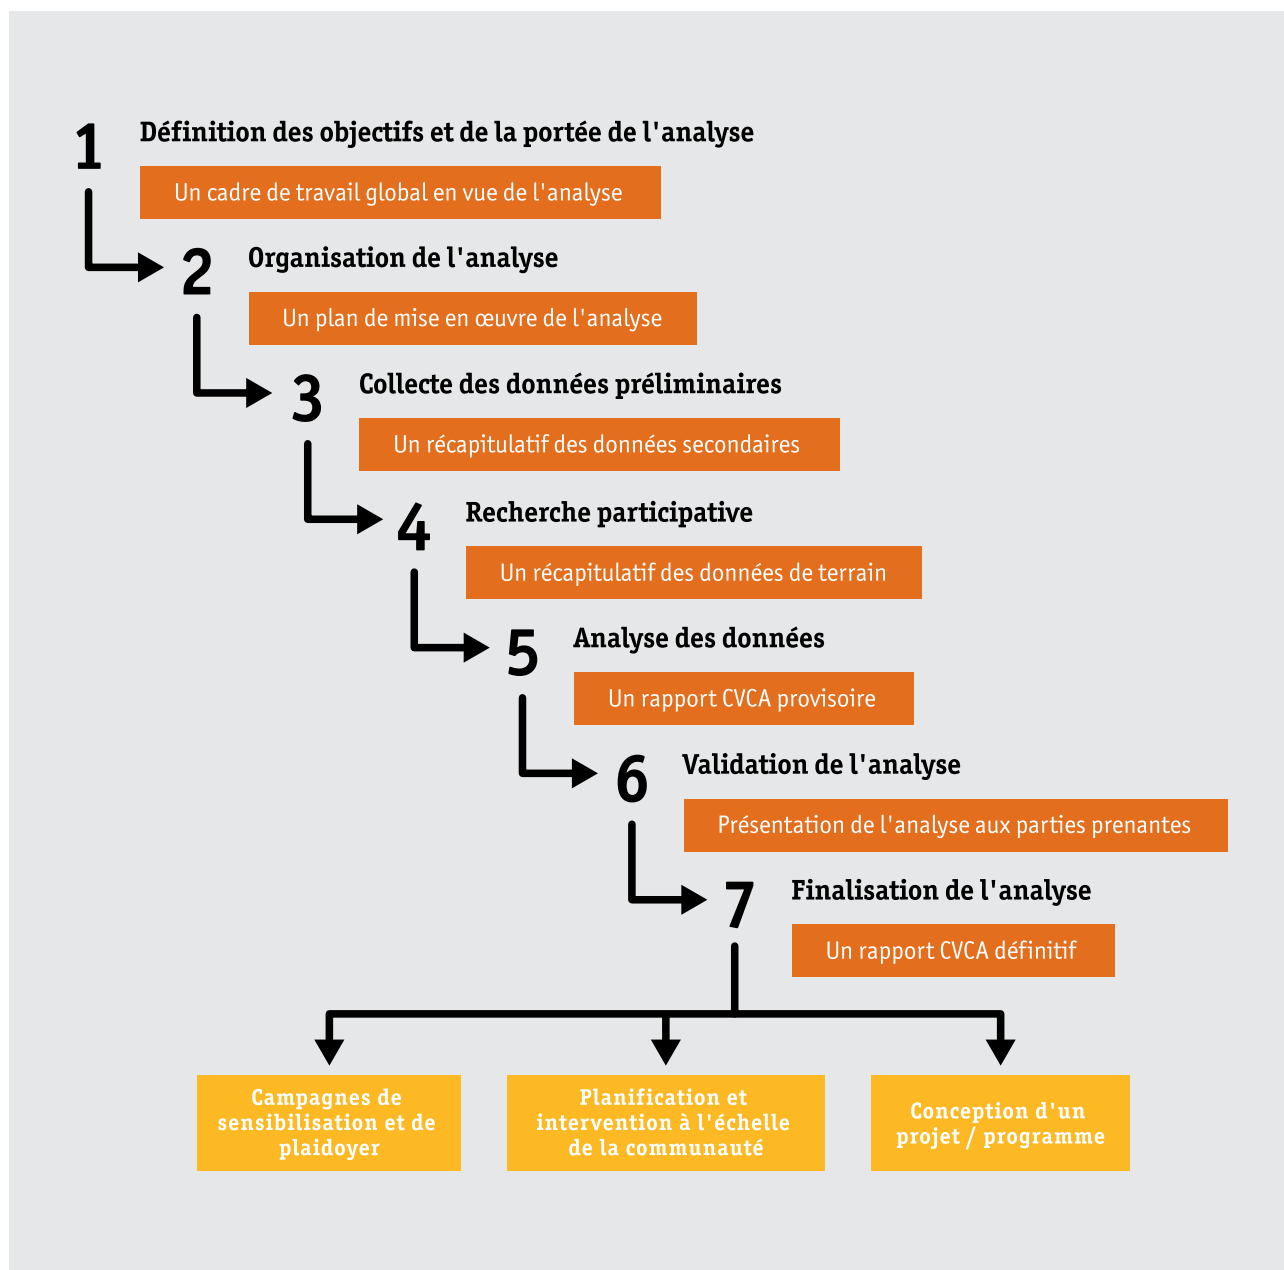 1
Définition des objectifs et de la portée de l'analyse
Un cadre de travail global en vue de l'analyse
2
Organisation de l'analyse
Un plan de mise en œuvre de l'analyse
3
Collecte des données préliminaires
Un récapitulatif des données secondaires
4
Recherche participative
Un récapitulatif des données de terrain
5
Analyse des données
Un rapport CVCA provisoire
6
Validation de l'analyse
Présentation de l'analyse aux parties prenantes
7
Finalisation de l'analyse
Un rapport CVCA définitif
Campagnes de
sensibilisation et de
plaidoyer
Planification et
intervention à l'échelle
de la communauté
Conception d'un
projet / programme